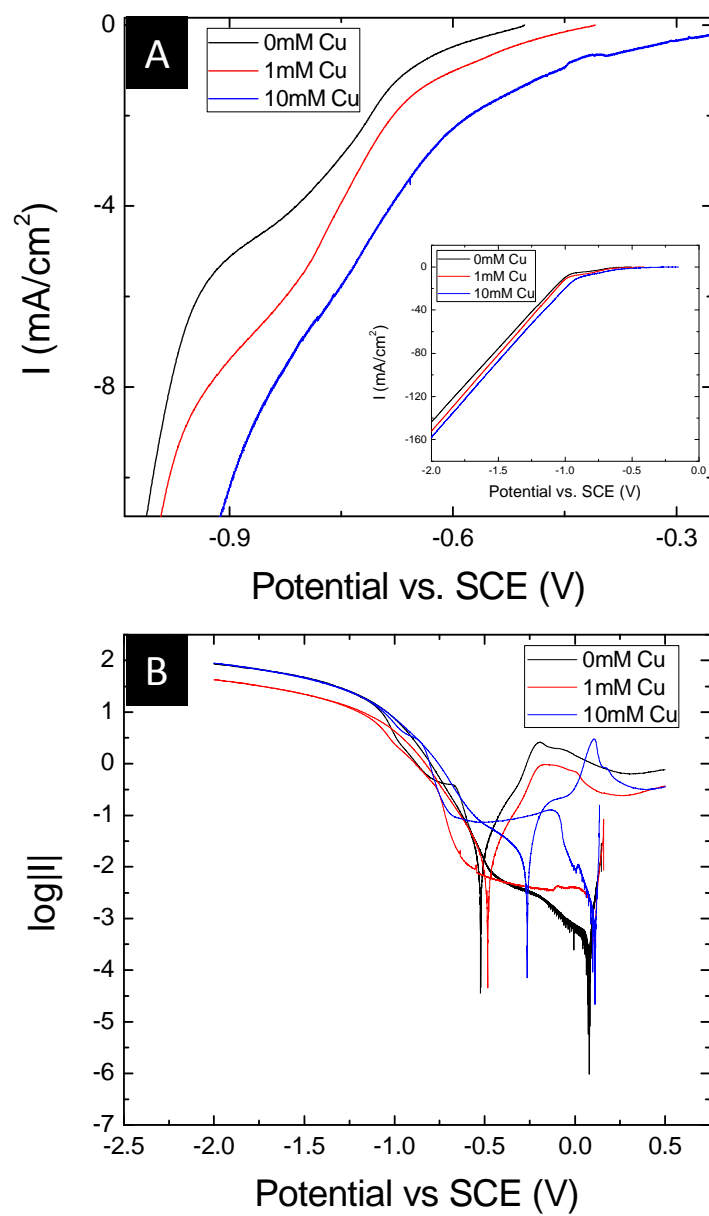 A
0mM Cu
1mM Cu
10mM Cu
0
-4
-8
I (mA/cm²)
-0.9 -0.6 -0.3
Potential vs. SCE (V)
0mM Cu
1mM Cu
10mM Cu
0
-40
-80
-120
-160
I (mA/cm²)
-2.0 -1.5 -1.0 -0.5 0.0
Potential vs. SCE (V)
B
0mM Cu
1mM Cu
10mM Cu
2
1
0
-1
-2
-3
-4
-5
-6
-7
log|I|
-2.5 -2.0 -1.5 -1.0 -0.5 0.0 0.5
Potential vs SCE (V)